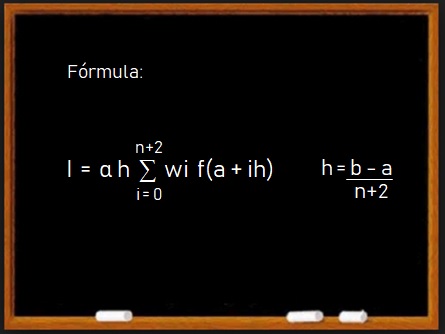 Fórmula:
n+2
I = α h ∑ wi f(a + ih)
i = 0
h = b - a
n+2